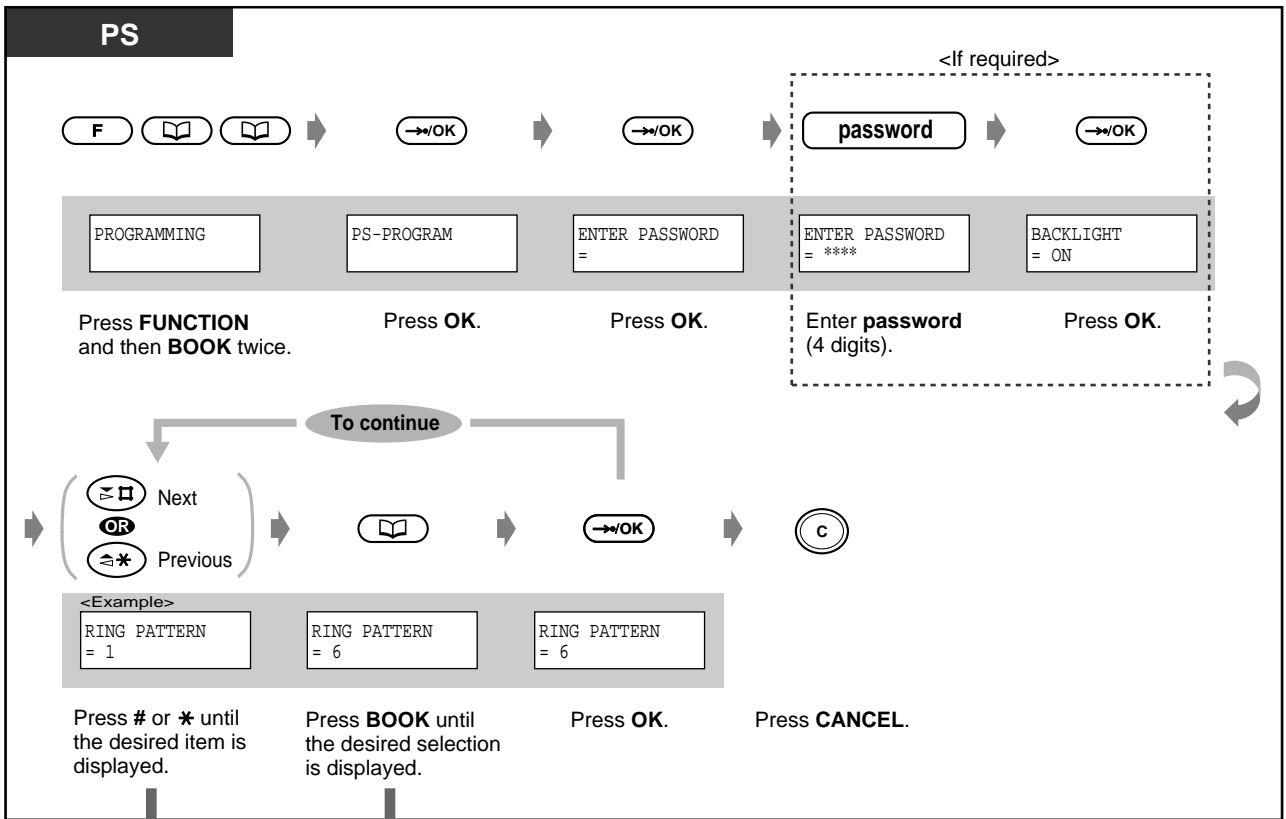 PS
<If required>
F
→/OK
→/OK
password
→/OK
PROGRAMMING
PS-PROGRAM
ENTER PASSWORD
=
ENTER PASSWORD
= ****
BACKLIGHT
= ON
Press FUNCTION
and then BOOK twice.
Press OK.
Press OK.
Enter password
(4 digits).
Press OK.
To continue
# Next
OR
* Previous
→/OK
C
<Example>
RING PATTERN
= 1
RING PATTERN
= 6
RING PATTERN
= 6
Press # or * until
the desired item is
displayed.
Press BOOK until
the desired selection
is displayed.
Press OK.
Press CANCEL.